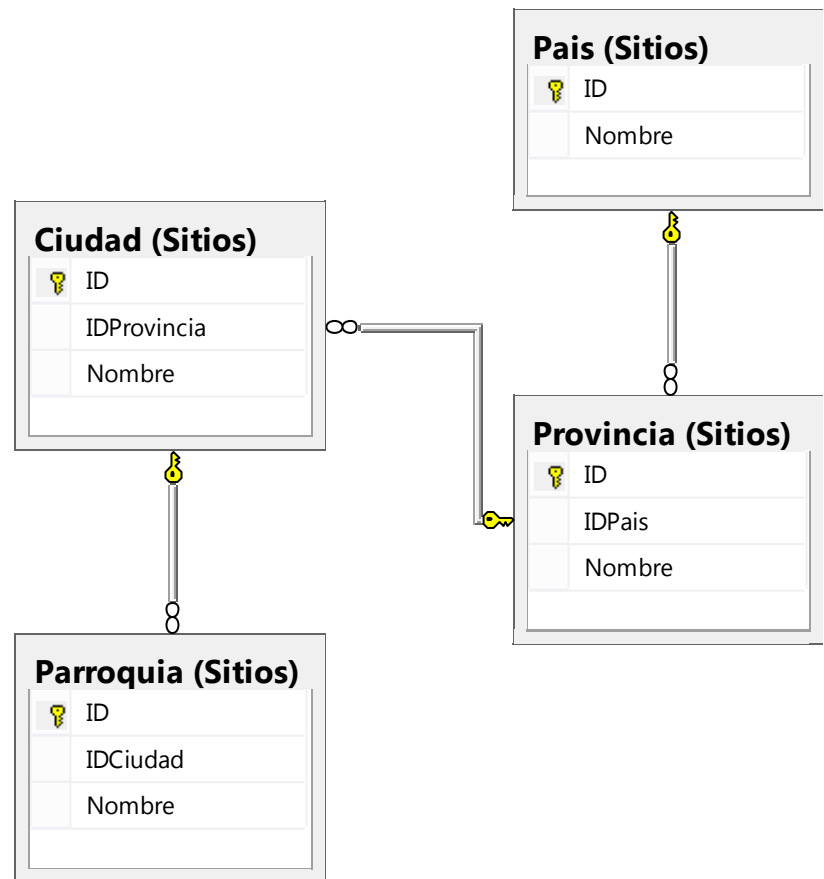 Pais (Sitios)
ID
Nombre
Ciudad (Sitios)
ID
IDProvincia
Nombre
Provincia (Sitios)
ID
IDPais
Nombre
Parroquia (Sitios)
ID
IDCiudad
Nombre